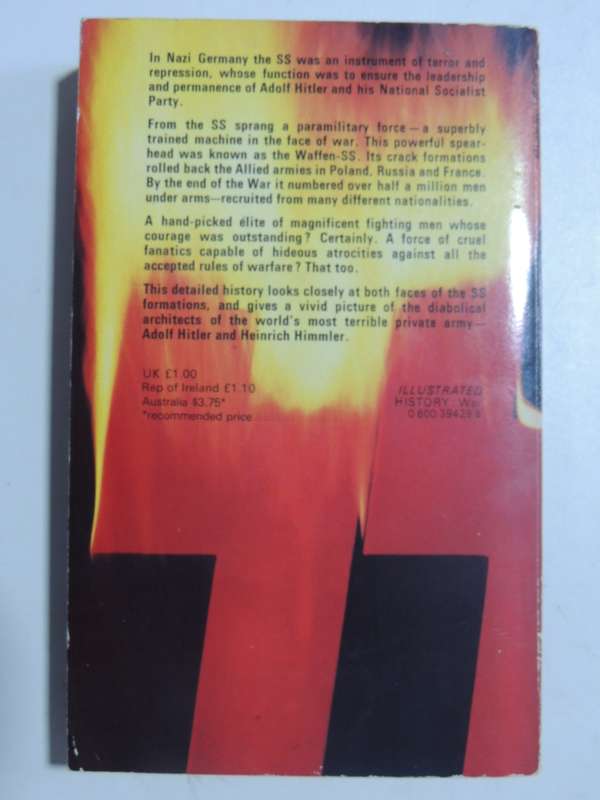 In Nazi Germany the SS was an instrument of terror and
repression, whose function was to ensure the leadership
and permanence of Adolf Hitler and his National Socialist
Party.
From the SS sprang a paramilitary force—a superbly
trained machine in the face of war. This powerful spear-
head was known as the Waffen-SS. Its crack formations
rolled back the Allied armies in Poland, Russia and France.
By the end of the War it numbered over half a million men
under arms—recruited from many different nationalities.
A hand-picked élite of magnificent fighting men whose
courage was outstanding? Certainly. A force of cruel
fanatics capable of hideous atrocities against all the
accepted rules of warfare? That too.
This detailed history looks closely at both faces of the SS
formations, and gives a vivid picture of the diabolical
architects of the world's most terrible private army—
Adolf Hitler and Heinrich Himmler.
UK £1.00
Rep of Ireland £1.10
Australia $3.75*
*recommended price
ILLUSTRATED
HISTORY: War